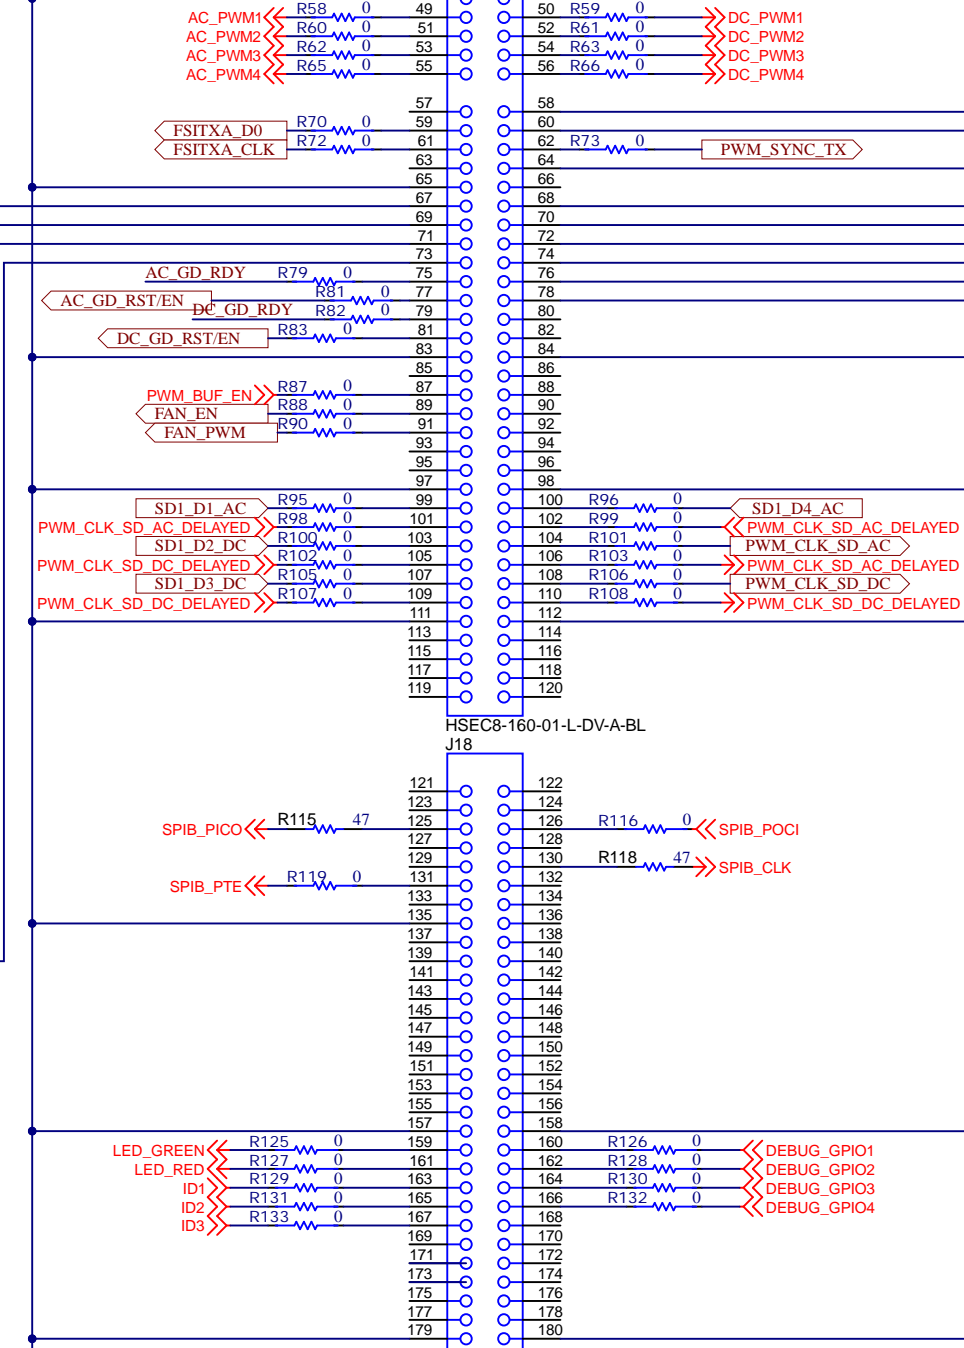 AC_PWM1 R58 0 49 50 R59 0 DC_PWM1
AC_PWM2 R60 0 51 52 R61 0 DC_PWM2
AC_PWM3 R62 0 53 54 R63 0 DC_PWM3
AC_PWM4 R65 0 55 56 R66 0 DC_PWM4
57 58
FSITXA_D0 R70 0 59 60
FSITXA_CLK R72 0 61 62 R73 0 PWM_SYNC_TX
63 64
65 66
67 68
69 70
71 72
73 74
AC_GD_RDY R79 0 75 76
AC_GD_RST/EN R81 0 77 78
DC_GD_RDY R82 0 79 80
DC_GD_RST/EN R83 0 81 82
83 84
85 86
PWM_BUF_EN R87 0 87 88
FAN_EN R88 0 89 90
FAN_PWM R90 0 91 92
93 94
95 96
97 98
SD1_D1_AC R95 0 99 100 R96 0 SD1_D4_AC
PWM_CLK_SD_AC_DELAYED R98 0 101 102 R99 0 PWM_CLK_SD_AC_DELAYED
SD1_D2_DC R100 0 103 104 R101 0 PWM_CLK_SD_AC
PWM_CLK_SD_DC_DELAYED R102 0 105 106 R103 0 PWM_CLK_SD_AC_DELAYED
SD1_D3_DC R105 0 107 108 R106 0 PWM_CLK_SD_DC
PWM_CLK_SD_DC_DELAYED R107 0 109 110 R108 0 PWM_CLK_SD_DC_DELAYED
111 112
113 114
115 116
117 118
119 120
HSEC8-160-01-L-DV-A-BL
J18
121 122
123 124
SPIB_PICO R115 47 125 126 R116 0 SPIB_POCI
127 128
129 130 R118 47 SPIB_CLK
SPIB_PTE R119 0 131 132
133 134
135 136
137 138
139 140
141 142
143 144
145 146
147 148
149 150
151 152
153 154
155 156
157 158
LED_GREEN R125 0 159 160 R126 0 DEBUG_GPIO1
LED_RED R127 0 161 162 R128 0 DEBUG_GPIO2
ID1 R129 0 163 164 R130 0 DEBUG_GPIO3
ID2 R131 0 165 166 R132 0 DEBUG_GPIO4
ID3 R133 0 167 168
169 170
171 172
173 174
175 176
177 178
179 180